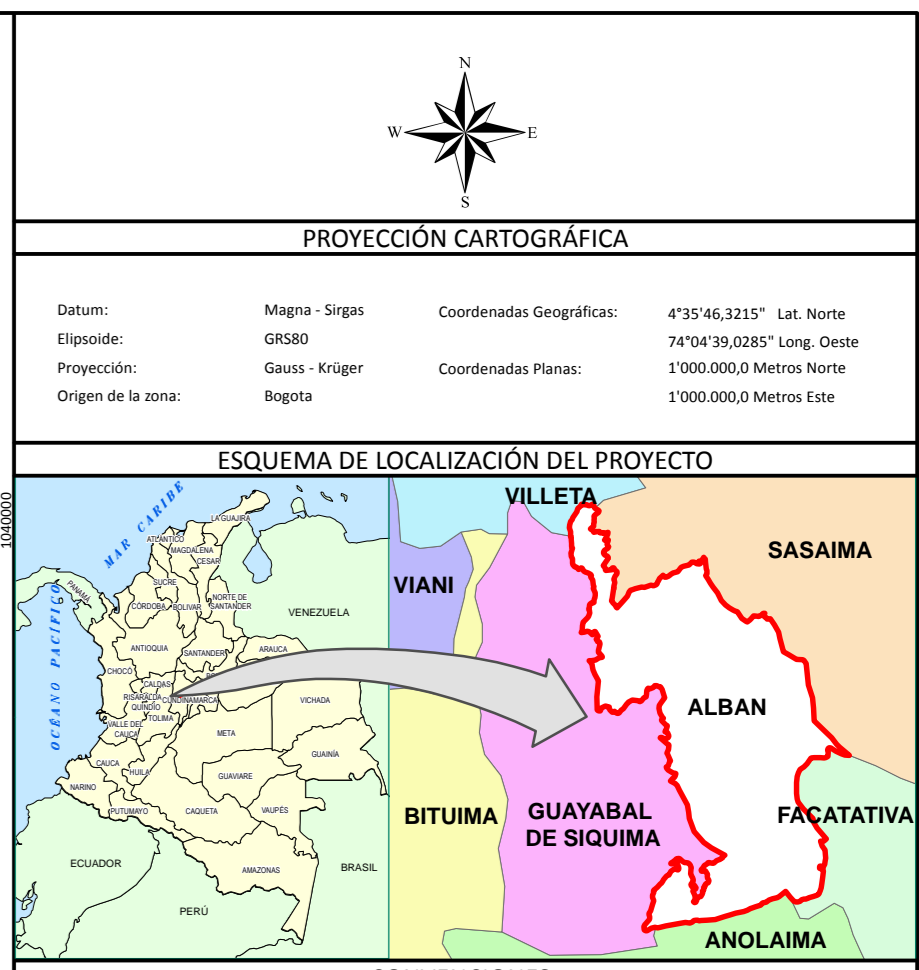 N
W
E
S
PROYECCIÓN CARTOGRÁFICA
Datum: Magna - Sirgas Coordenadas Geográficas: 4°35'46,3215" Lat. Norte
Elipsoide: GRS80 74°04'39,0285" Long. Oeste
Proyección: Gauss - Krüger Coordenadas Planas: 1'000.000,0 Metros Norte
Origen de la zona: Bogota 1'000.000,0 Metros Este
ESQUEMA DE LOCALIZACIÓN DEL PROYECTO
1040000
MAR CARIBE
OCÉANO PACIFICO
PANAMÁ
LA GUAJIRA
ATLANTICO
MAGDALENA
CESAR
SUCRE
NORTE DE
SANTANDER
CÓRDOBA
BOLIVAR
VENEZUELA
ANTIOQUIA
SANTANDER
ARAUCA
CHOCÓ
CALDAS
RISARALDA
CUNDINAMARCA
VICHADA
QUINDÍO
TOLIMA
VALLE DEL
CAUCA
META
GUAINÍA
CAUCA
HUILA
GUAVIARE
NARINO
PUTUMAYO
CAQUETA
VAUPÉS
ECUADOR
AMAZONAS
BRASIL
PERÚ
VILLETA
SASAIMA
VIANI
ALBAN
BITUIMA
GUAYABAL
DE SIQUIMA
FACATATIVA
ANOLAIMA